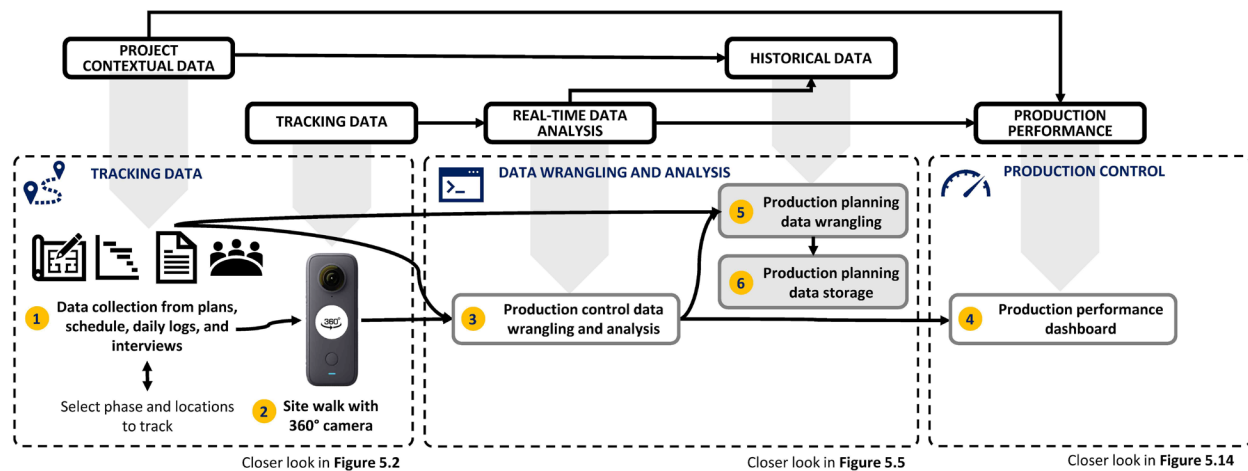 PROJECT
CONTEXTUAL DATA
HISTORICAL DATA
TRACKING DATA
REAL-TIME DATA
ANALYSIS
PRODUCTION
PERFORMANCE
TRACKING DATA
1
Data collection from plans,
schedule, daily logs, and
interviews
Select phase and locations
to track
360°
2
Site walk with
360° camera
Closer look in Figure 5.2
DATA WRANGLING AND ANALYSIS
5
Production planning
data wrangling
6
Production planning
data storage
3
Production control data
wrangling and analysis
Closer look in Figure 5.5
PRODUCTION CONTROL
4
Production performance
dashboard
Closer look in Figure 5.14